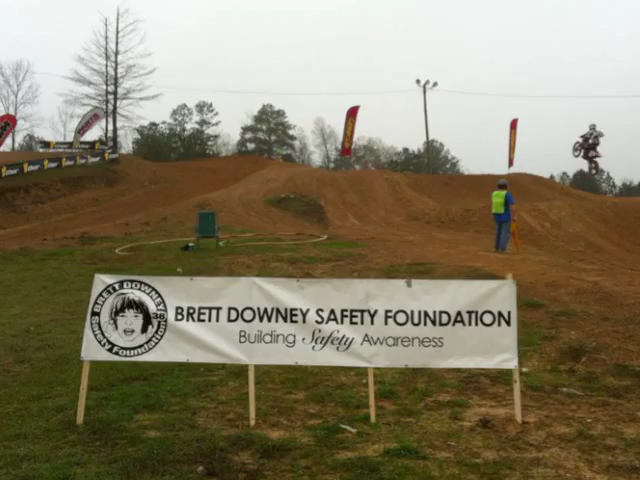 BRETT DOWNEY
38
Safety Foundation
BRETT DOWNEY SAFETY FOUNDATION
Building Safety Awareness